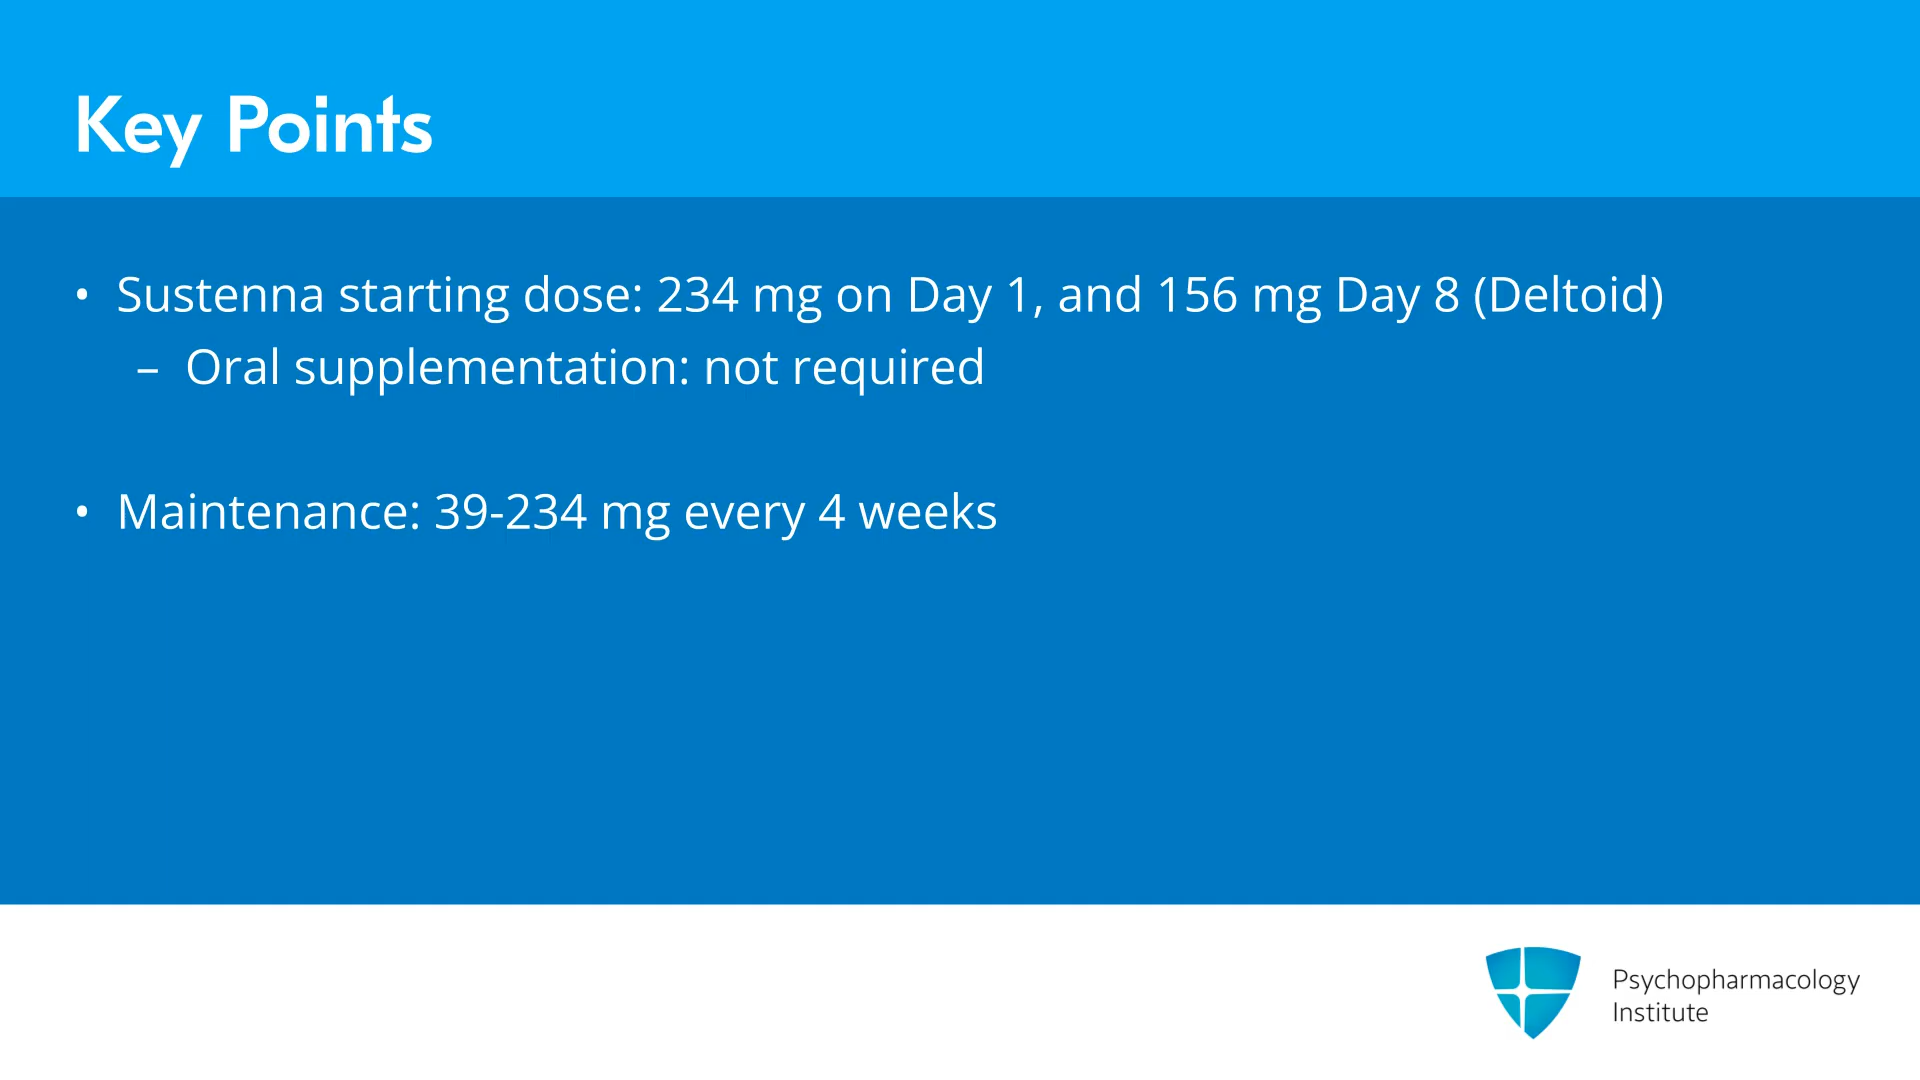 Key Points
• Sustenna starting dose: 234 mg on Day 1, and 156 mg Day 8 (Deltoid)
– Oral supplementation: not required
• Maintenance: 39-234 mg every 4 weeks
Psychopharmacology
Institute